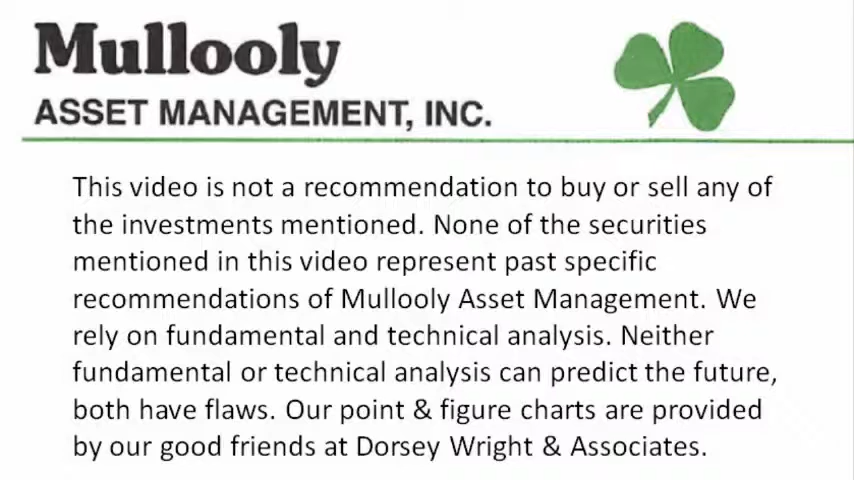 Mullooly
ASSET MANAGEMENT, INC.
This video is not a recommendation to buy or sell any of
the investments mentioned. None of the securities
mentioned in this video represent past specific
recommendations of Mullooly Asset Management. We
rely on fundamental and technical analysis. Neither
fundamental or technical analysis can predict the future,
both have flaws. Our point & figure charts are provided
by our good friends at Dorsey Wright & Associates.